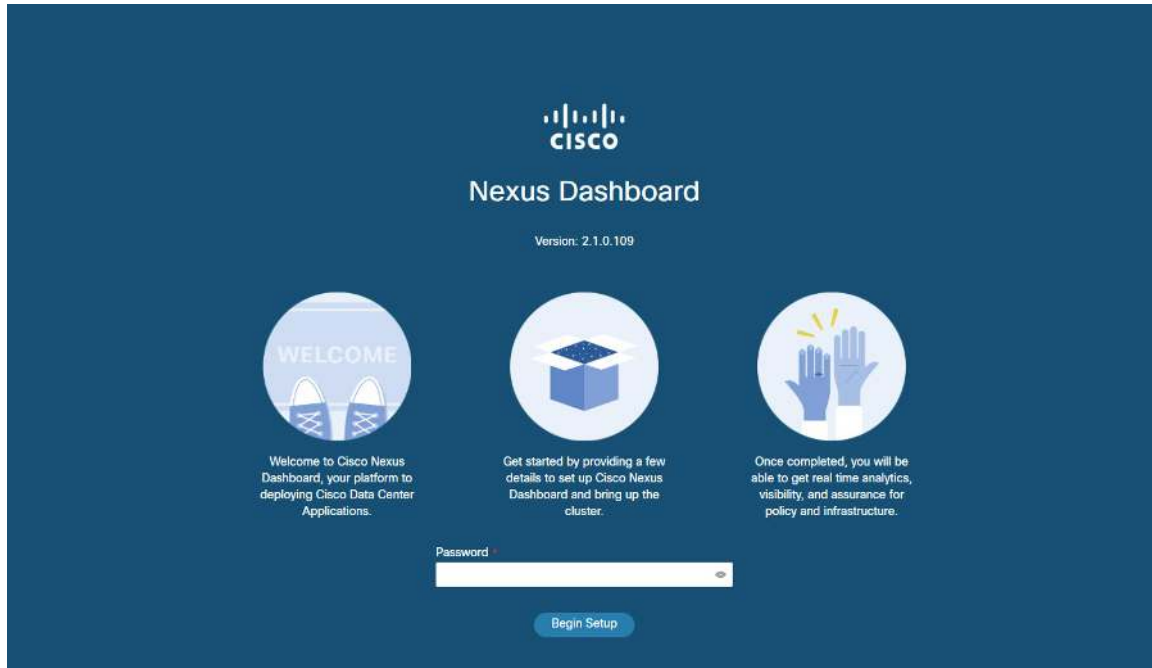 CISCO
Nexus Dashboard
Version: 2.1.0.109
WELCOME
Welcome to Cisco Nexus
Dashboard, your platform to
deploying Cisco Data Center
Applications.
Get started by providing a few
details to set up Cisco Nexus
Dashboard and bring up the
cluster.
Once completed, you will be
able to get real time analytics,
visibility, and assurance for
policy and infrastructure.
Password *
Begin Setup